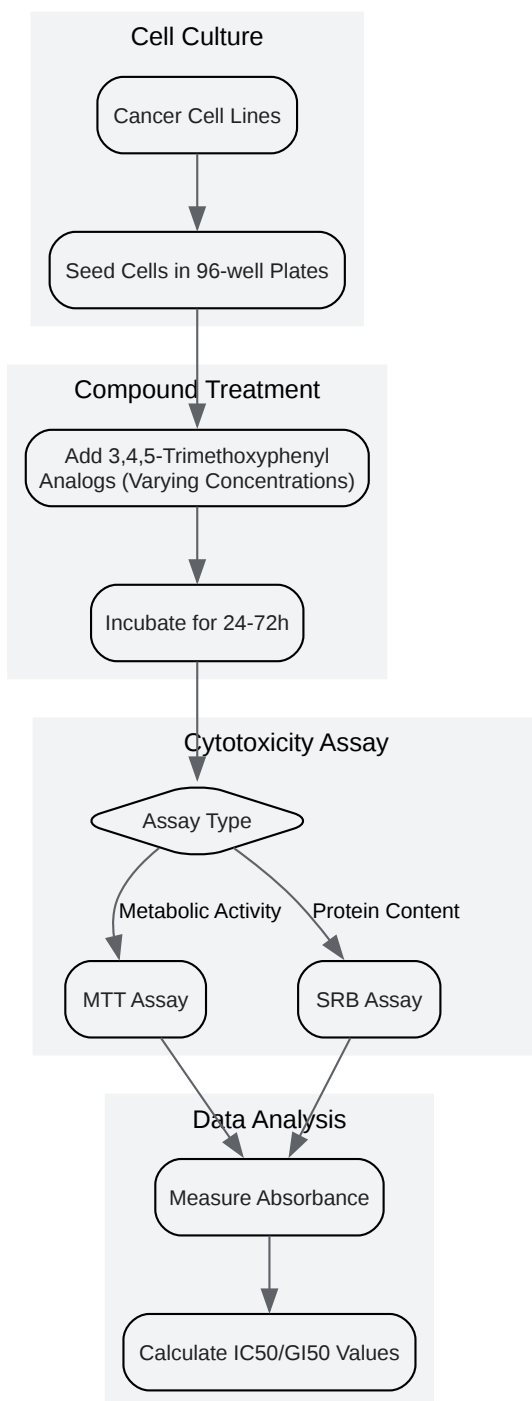 Cell Culture
Cancer Cell Lines
Seed Cells in 96-well Plates
Compound Treatment
Add 3,4,5-Trimethoxyphenyl
Analogs (Varying Concentrations)
Incubate for 24-72h
Cytotoxicity Assay
Assay Type
Metabolic Activity
Protein Content
MTT Assay
SRB Assay
Data Analysis
Measure Absorbance
Calculate IC50/GI50 Values